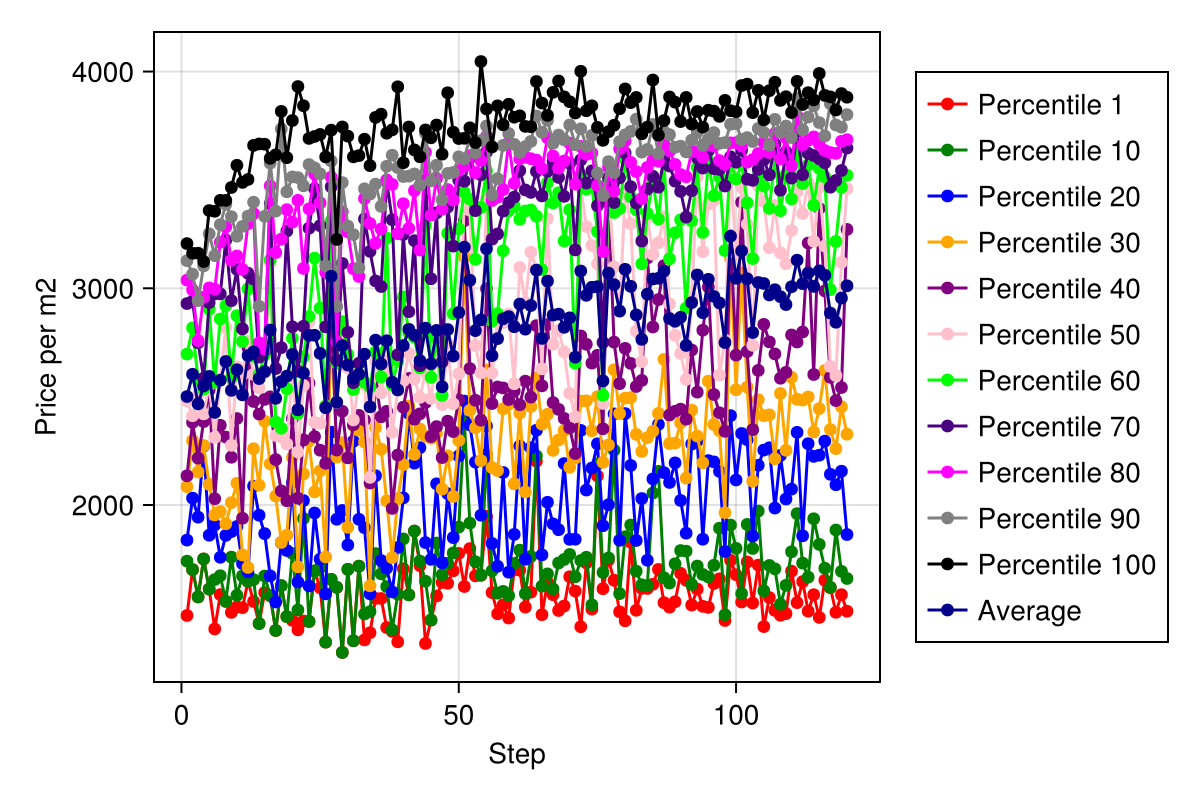 4000
3000
2000
Price per m2
0
50
100
Step
Percentile 1
Percentile 10
Percentile 20
Percentile 30
Percentile 40
Percentile 50
Percentile 60
Percentile 70
Percentile 80
Percentile 90
Percentile 100
Average